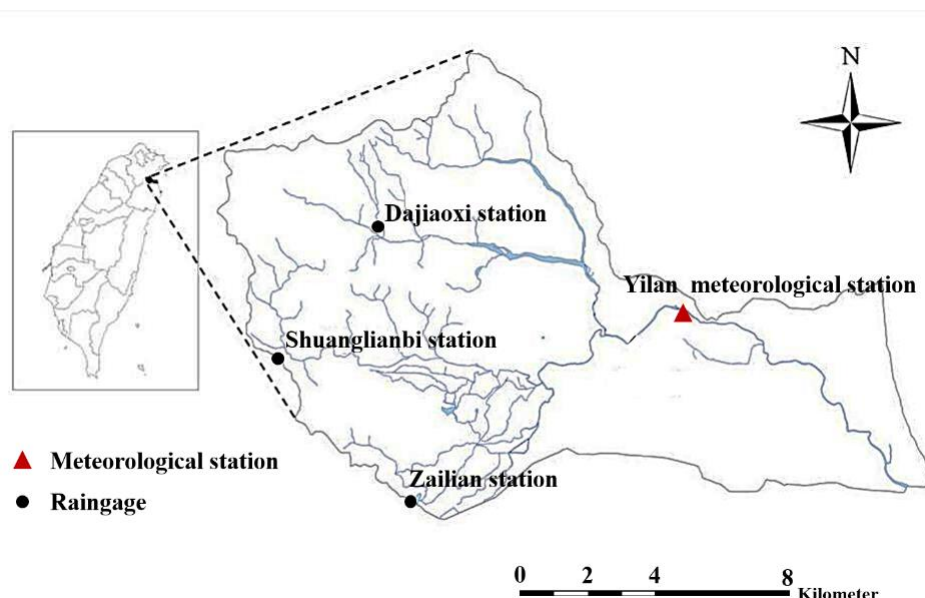 N
Dajiaoxi station
Yilan meteorological station
Shuanglianbi station
Meteorological station
Zailian station
Raingage
0 2 4 8
Kilometer